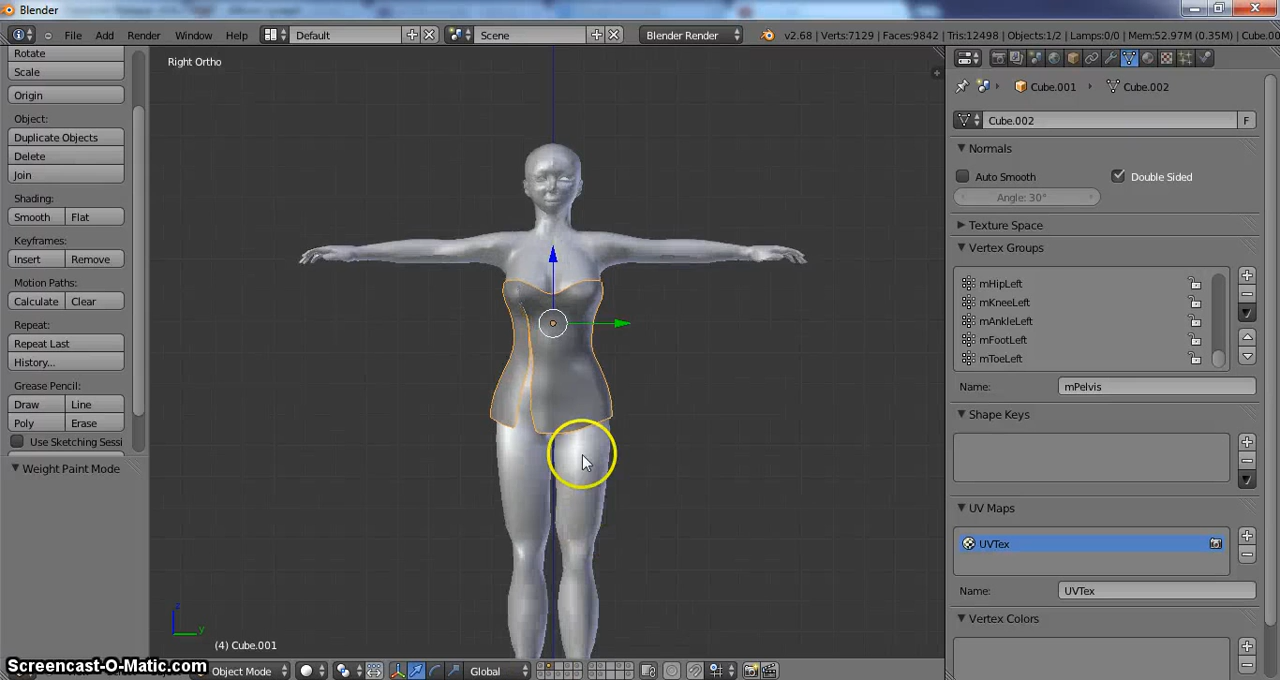 Blender
File Add Render Window Help Default Scene Blender Render v2.68 | Verts:7129 | Faces:9842 | Tris:12498 | Objects:1/2 | Lamps:0/0 | Mem:52.97M (0.35M) | Cube.00
Rotate
Scale
Origin
Object:
Duplicate Objects
Delete
Join
Shading:
Smooth Flat
Keyframes:
Insert Remove
Motion Paths:
Calculate Clear
Repeat:
Repeat Last
History...
Grease Pencil:
Draw Line
Poly Erase
Use Sketching Sessi
Weight Paint Mode
Right Ortho
z
y
(4) Cube.001
Object Mode Global
Cube.001 Cube.002
Cube.002 F
Normals
Auto Smooth Double Sided
Angle: 30°
Texture Space
Vertex Groups
mHipLeft
mKneeLeft
mAnkleLeft
mFootLeft
mToeLeft
Name: mPelvis
Shape Keys
UV Maps
UVTex
Name: UVTex
Vertex Colors
Screencast-O-Matic.com